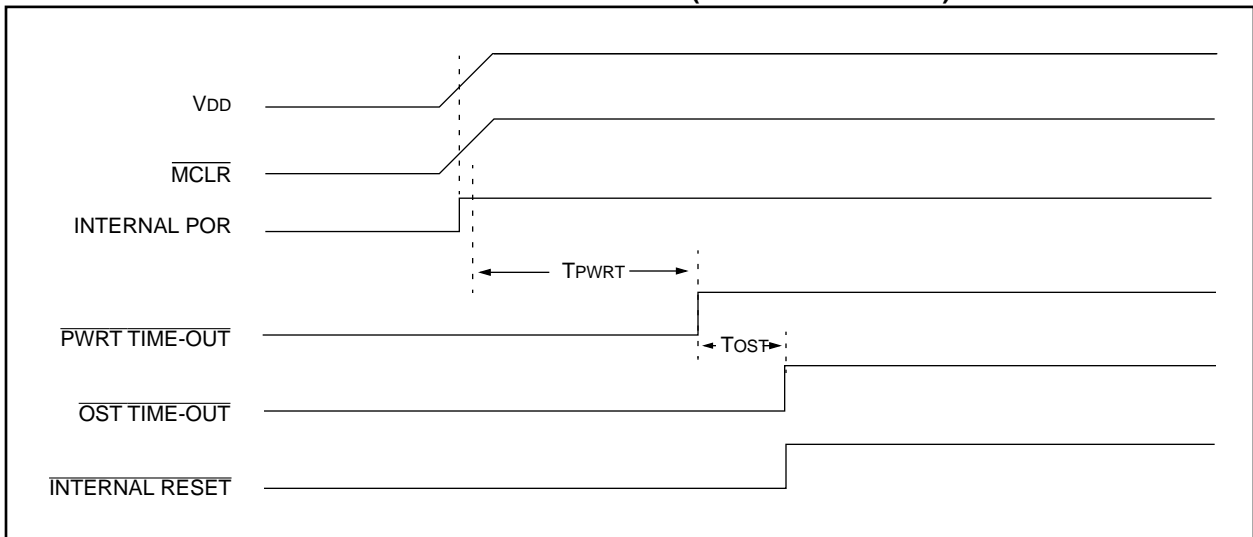 VDD
MCLR
INTERNAL POR
TPWRT
PWRT TIME-OUT
TOST
OST TIME-OUT
INTERNAL RESET